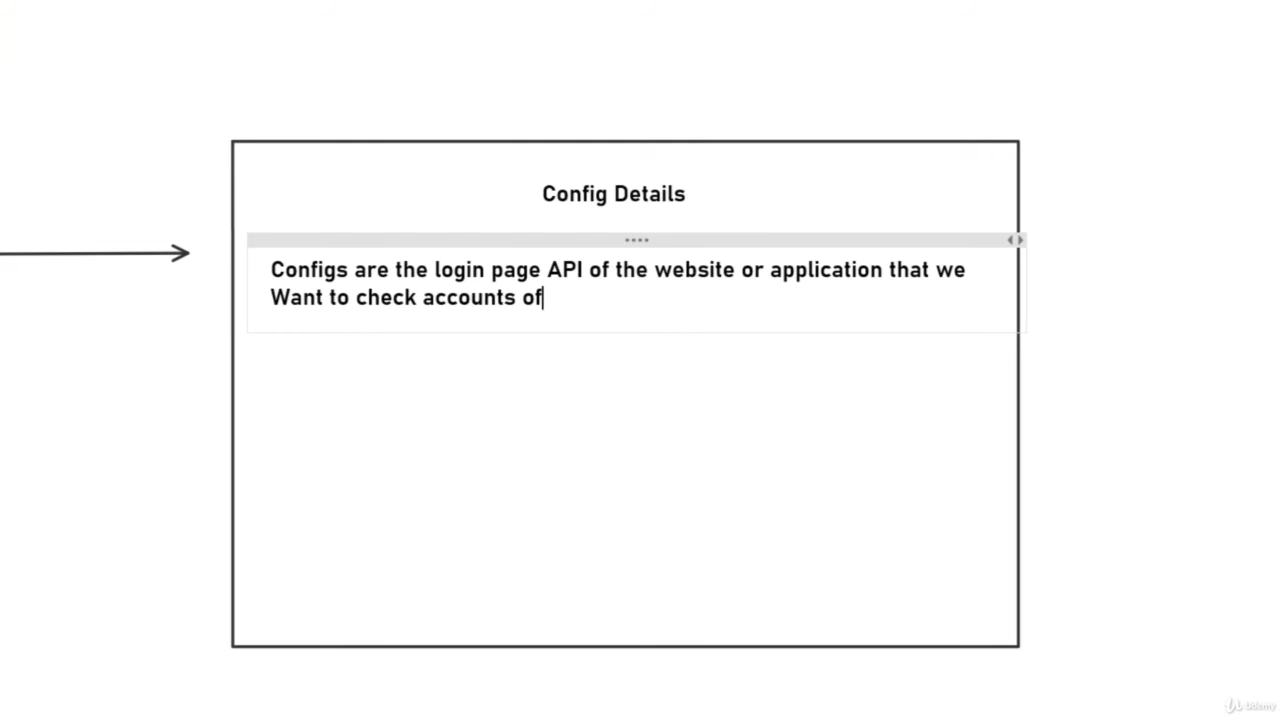 Config Details
Configs are the login page API of the website or application that we
Want to check accounts of
Udemy